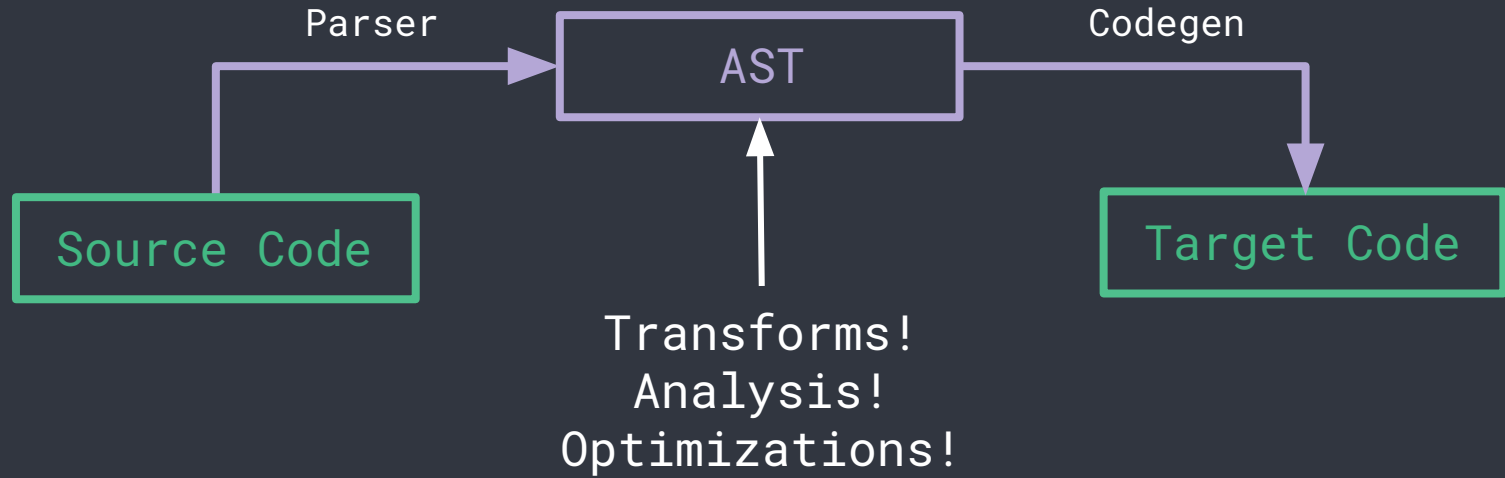 Parser
Codegen
AST
Source Code
Target Code
Transforms!
Analysis!
Optimizations!